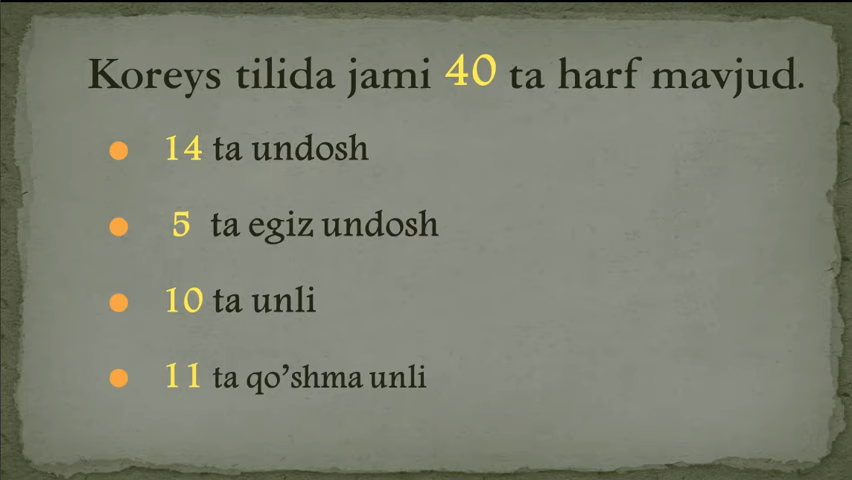 Koreys tilida jami 40 ta harf mavjud.
14 ta undosh
5 ta egiz undosh
10 ta unli
11 ta qo’shma unli